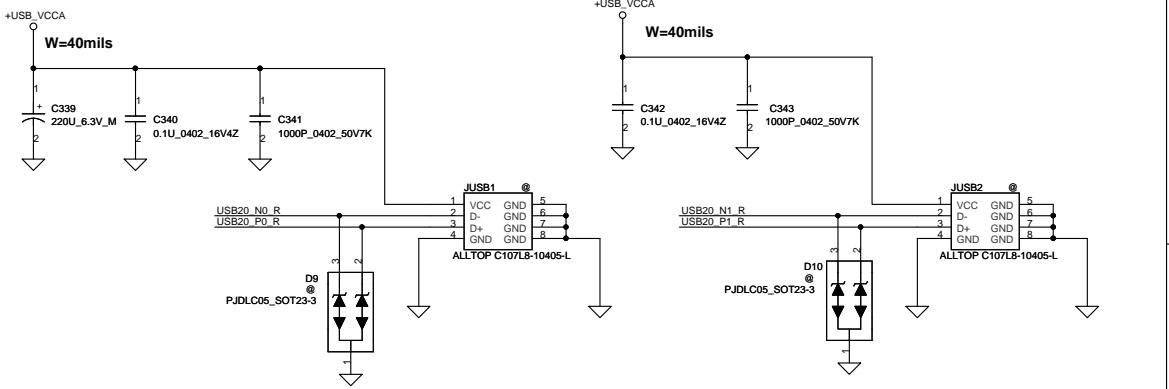 +USB_VCCA
W=40mils
1
+
C339
220U_6.3V_M
2
1
C340
0.1U_0402_16V4Z
2
1
C341
1000P_0402_50V7K
2
JUSB1 @
USB20_N0_R
USB20_P0_R
1 VCC GND 5
2 D- GND 6
3 D+ GND 7
4 GND GND 8
ALLTOP C107L8-10405-L
3 2
D9
@
PJDLC05_SOT23-3
1
+USB_VCCA
W=40mils
1
C342
0.1U_0402_16V4Z
2
1
C343
1000P_0402_50V7K
2
JUSB2 @
USB20_N1_R
USB20_P1_R
1 VCC GND 5
2 D- GND 6
3 D+ GND 7
4 GND GND 8
ALLTOP C107L8-10405-L
3 2
D10
@
PJDLC05_SOT23-3
1